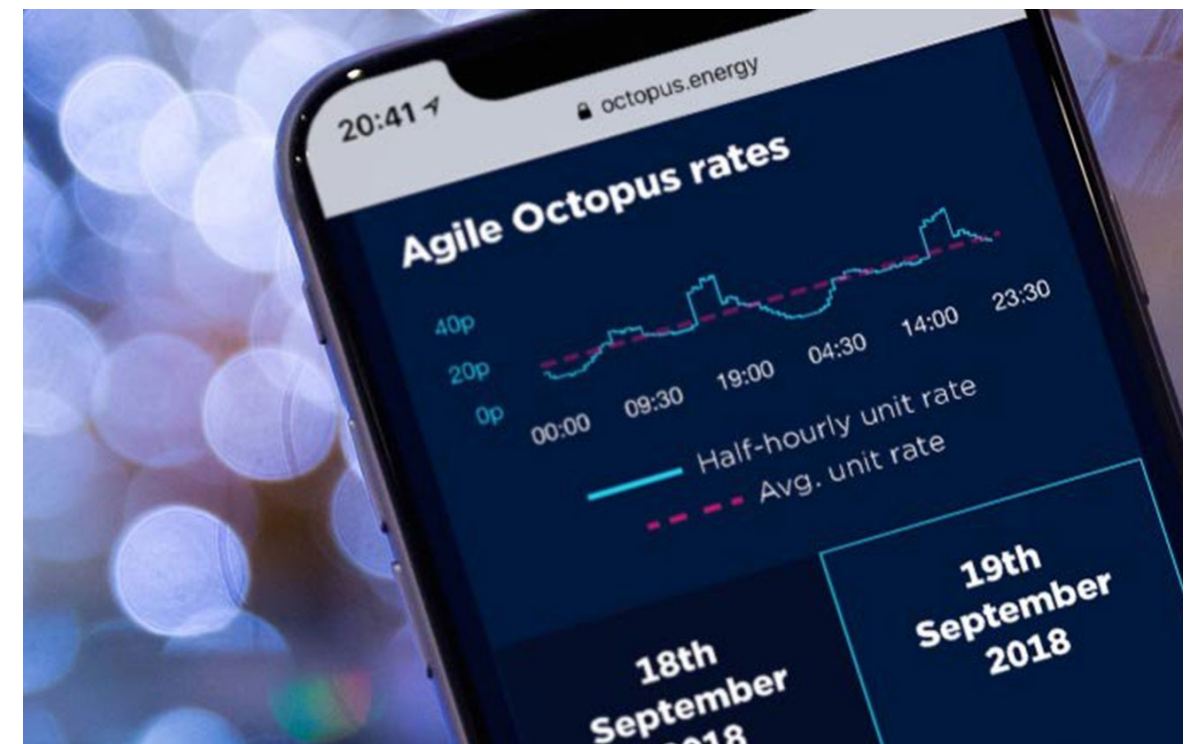 20:41
octopus.energy
Agile Octopus rates
40p
20p
0p
00:00 09:30 19:00 04:30 14:00 23:30
Half-hourly unit rate
Avg. unit rate
18th
September
2018
19th
September
2018